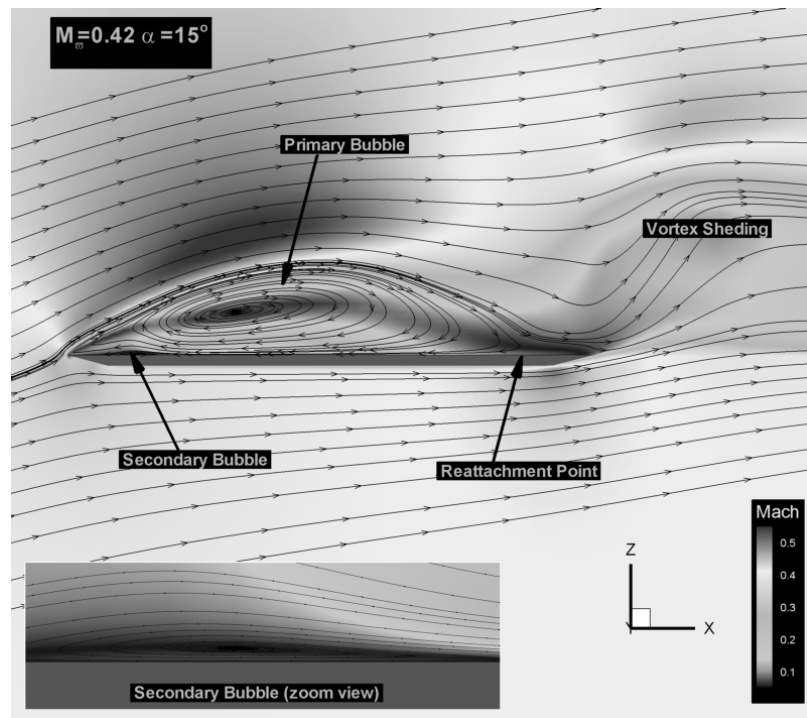 M∞=0.42 α=15°
Primary Bubble
Vortex Sheding
Secondary Bubble
Reattachment Point
Mach
0.5
0.4
0.3
0.2
0.1
Z
Y
X
Secondary Bubble (zoom view)